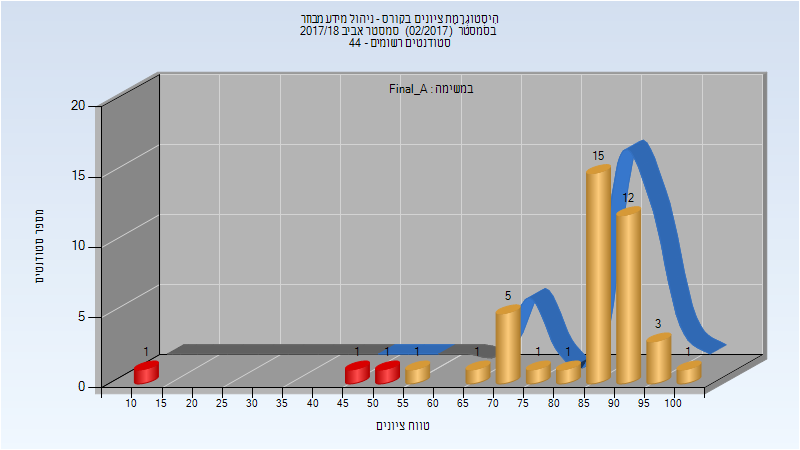 היסטוגרמת ציונים בקורס - ניהול מידע מבחר
בסמסטר (02/2017) סמסטר אביב 2017/18
סטודנטים רשומים - 44
במשימה : Final_A
מספר סטודנטים
20
15
10
5
0
1 1 1 1 1 5 1 1 15 12 3 1
10 15 20 25 30 35 40 45 50 55 60 65 70 75 80 85 90 95 100
טווח ציונים